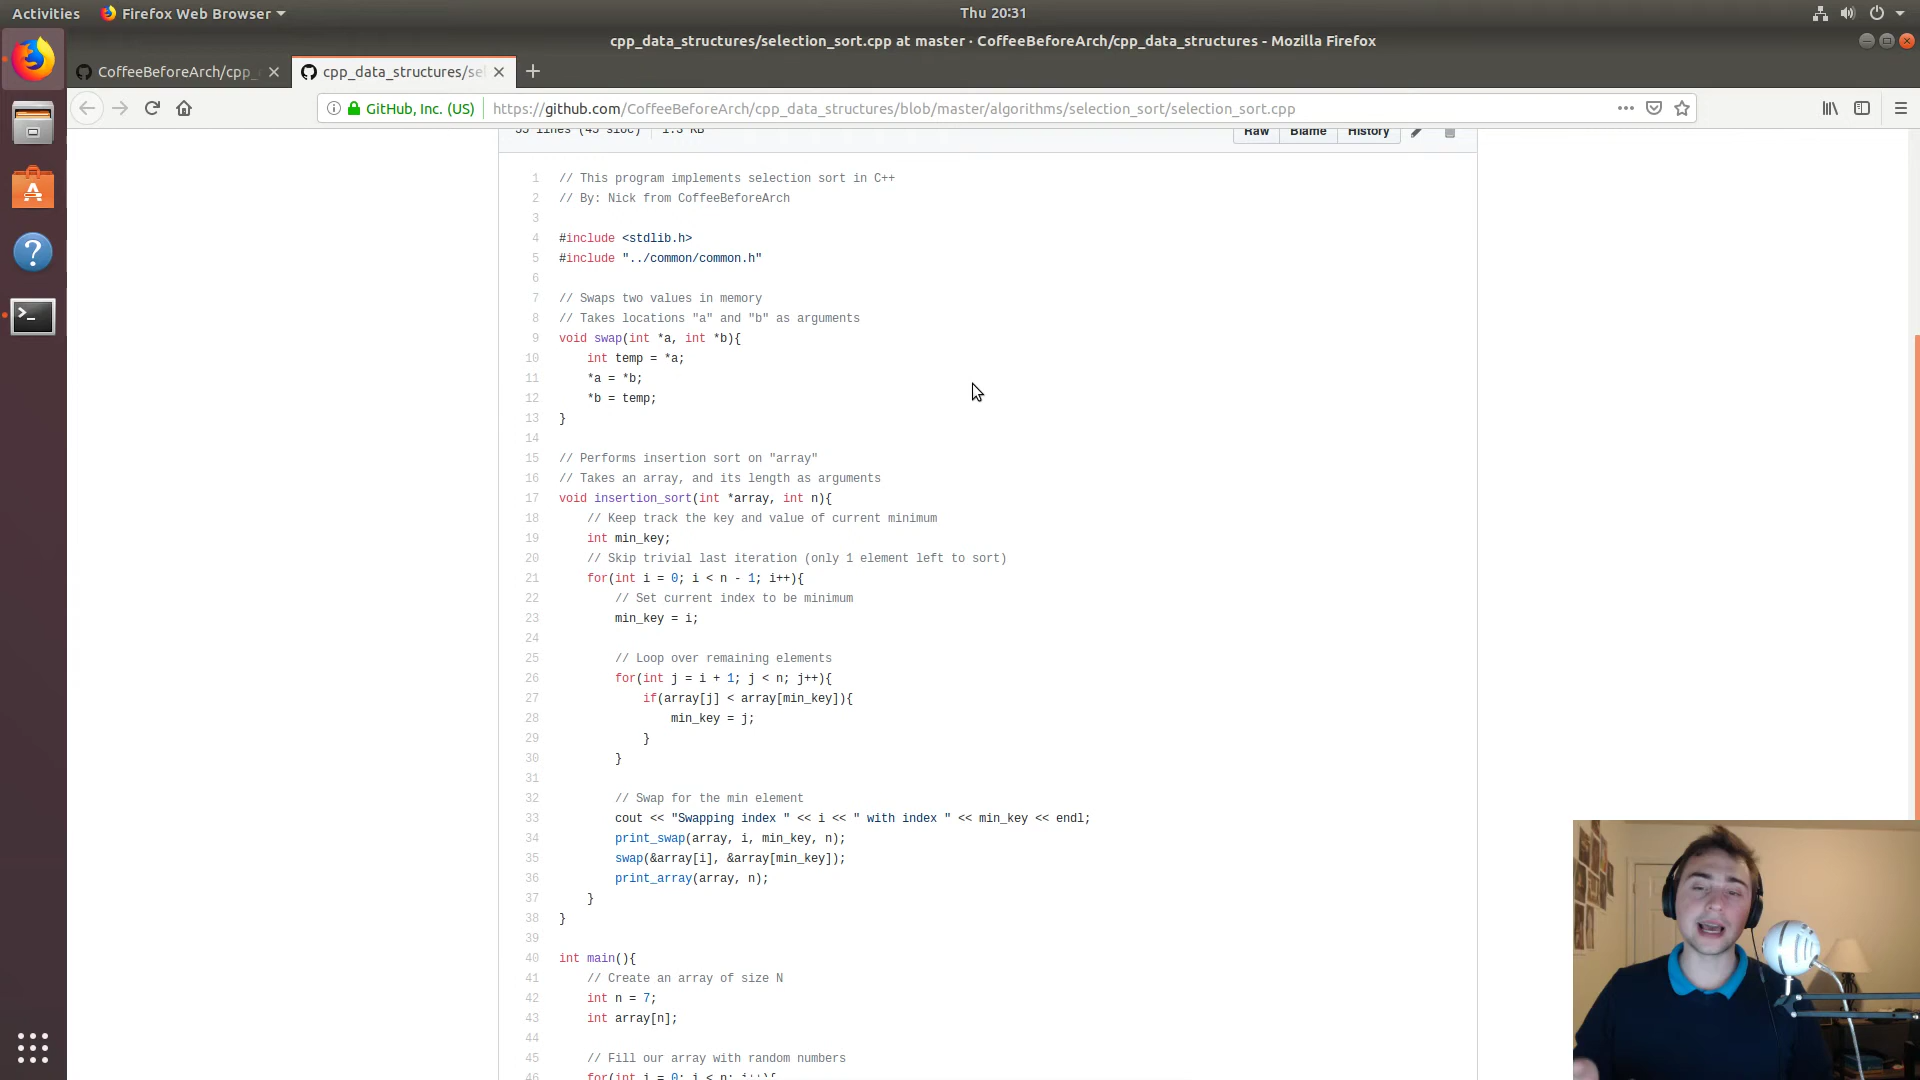 Activities Firefox Web Browser Thu 20:31
cpp_data_structures/selection_sort.cpp at master · CoffeeBeforeArch/cpp_data_structures - Mozilla Firefox
CoffeeBeforeArch/cpp_ cpp_data_structures/se
GitHub, Inc. (US) https://github.com/CoffeeBeforeArch/cpp_data_structures/blob/master/algorithms/selection_sort/selection_sort.cpp
55 lines (45 sloc) 1.3 KB Raw Blame History
1 // This program implements selection sort in C++
2 // By: Nick from CoffeeBeforeArch
3
4 #include <stdlib.h>
5 #include "../common/common.h"
6
7 // Swaps two values in memory
8 // Takes locations "a" and "b" as arguments
9 void swap(int *a, int *b){
10 int temp = *a;
11 *a = *b;
12 *b = temp;
13 }
14
15 // Performs insertion sort on "array"
16 // Takes an array, and its length as arguments
17 void insertion_sort(int *array, int n){
18 // Keep track the key and value of current minimum
19 int min_key;
20 // Skip trivial last iteration (only 1 element left to sort)
21 for(int i = 0; i < n - 1; i++){
22 // Set current index to be minimum
23 min_key = i;
24
25 // Loop over remaining elements
26 for(int j = i + 1; j < n; j++){
27 if(array[j] < array[min_key]){
28 min_key = j;
29 }
30 }
31
32 // Swap for the min element
33 cout << "Swapping index " << i << " with index " << min_key << endl;
34 print_swap(array, i, min_key, n);
35 swap(&array[i], &array[min_key]);
36 print_array(array, n);
37 }
38 }
39
40 int main(){
41 // Create an array of size N
42 int n = 7;
43 int array[n];
44
45 // Fill our array with random numbers
46 for(int i = 0; i < n; i++){